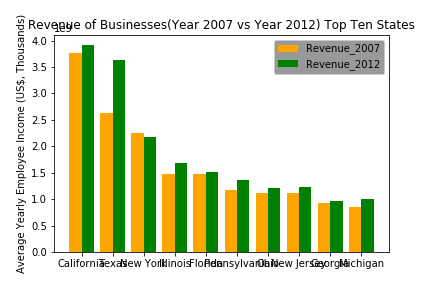 Revenue of Businesses(Year 2007 vs Year 2012) Top Ten States
1e9
Average Yearly Employee Income (US$, Thousands)
4.0
3.5
3.0
2.5
2.0
1.5
1.0
0.5
0.0
Revenue_2007
Revenue_2012
California Texas New York Illinois Florida Pennsylvania Ohio New Jersey Georgia Michigan